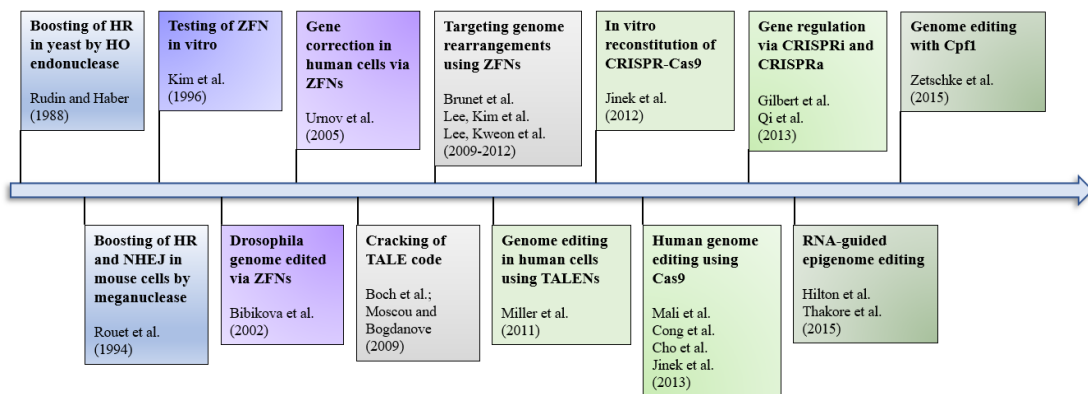 Boosting of HR
in yeast by HO
endonuclease
Rudin and Haber
(1988)
Testing of ZFN
in vitro
Kim et al.
(1996)
Gene
correction in
human cells via
ZFNs
Urnov et al.
(2005)
Targeting genome
rearrangements
using ZFNs
Brunet et al.
Lee, Kim et al.
Lee, Kweon et al.
(2009-2012)
In vitro
reconstitution of
CRISPR-Cas9
Jinek et al.
(2012)
Gene regulation
via CRISPRi and
CRISPRa
Gilbert et al.
Qi et al.
(2013)
Genome editing
with Cpf1
Zetschke et al.
(2015)
Boosting of HR
and NHEJ in
mouse cells by
meganuclease
Rouet et al.
(1994)
Drosophila
genome edited
via ZFNs
Bibikova et al.
(2002)
Cracking of
TALE code
Boch et al.;
Moscou and
Bogdanove
(2009)
Genome editing
in human cells
using TALENs
Miller et al.
(2011)
Human genome
editing using
Cas9
Mali et al.
Cong et al.
Cho et al.
Jinek et al.
(2013)
RNA-guided
epigenome editing
Hilton et al.
Thakore et al.
(2015)